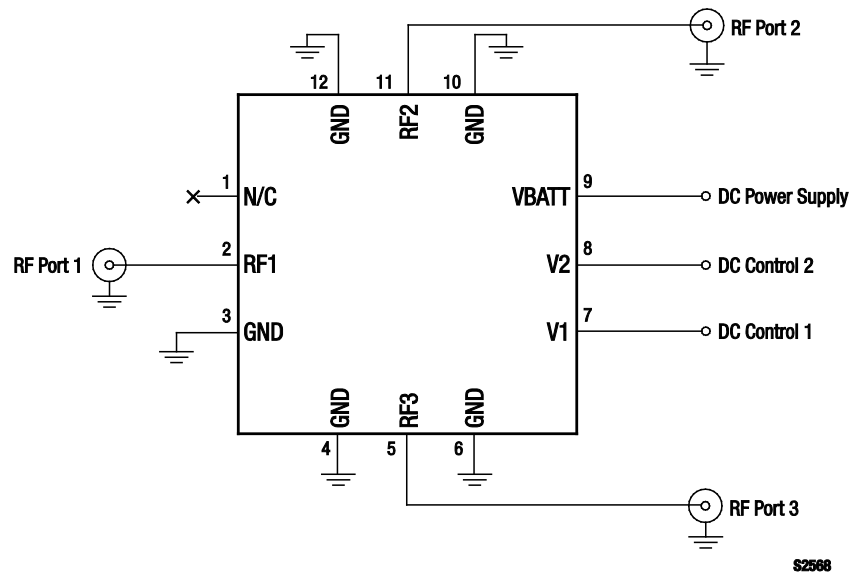 RF Port 2
12
11
10
GND
RF2
GND
1
N/C
VBATT
9
DC Power Supply
RF Port 1
2
RF1
V2
8
DC Control 2
3
GND
V1
7
DC Control 1
GND
RF3
GND
4
5
6
RF Port 3
S2568